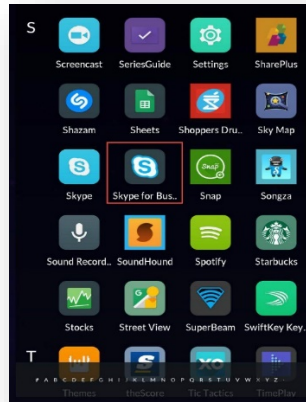 S
Screencast SeriesGuide Settings SharePlus
Shazam Sheets Shoppers Dru.. Sky Map
S S
Skype Skype for Bus.. Snap Songza
Sound Record.. SoundHound Spotify Starbucks
Stocks Street View SuperBeam SwiftKey Key.
T
XO
# A B C D E F G H I J K L M N O P Q R S T U V W X Y Z
Themes theScore Tic Tactics TimePlay